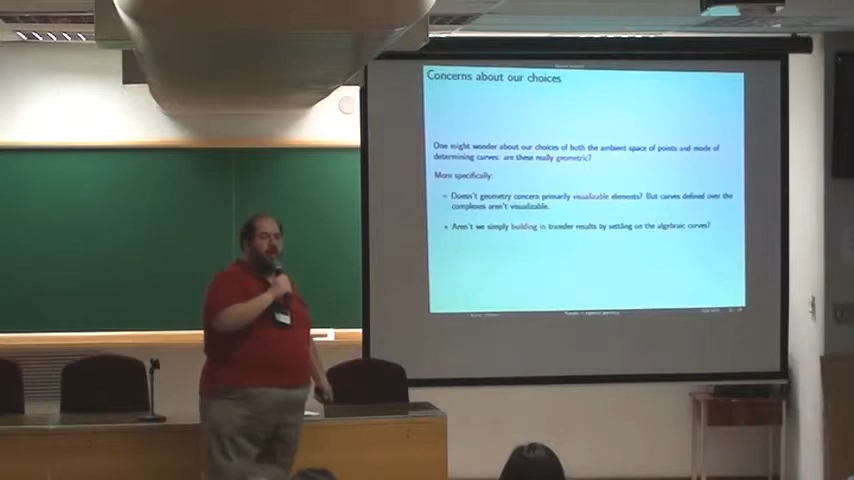 Concerns about our choices
One might wonder about our choices of both the ambient space of points and mode of
determining curves: are these really geometric?
More specifically:
Doesn't geometry concern primarily visualizable elements? But curves defined over the
complexes aren't visualizable.
Aren't we simply building in transfer results by settling on the algebraic curves?